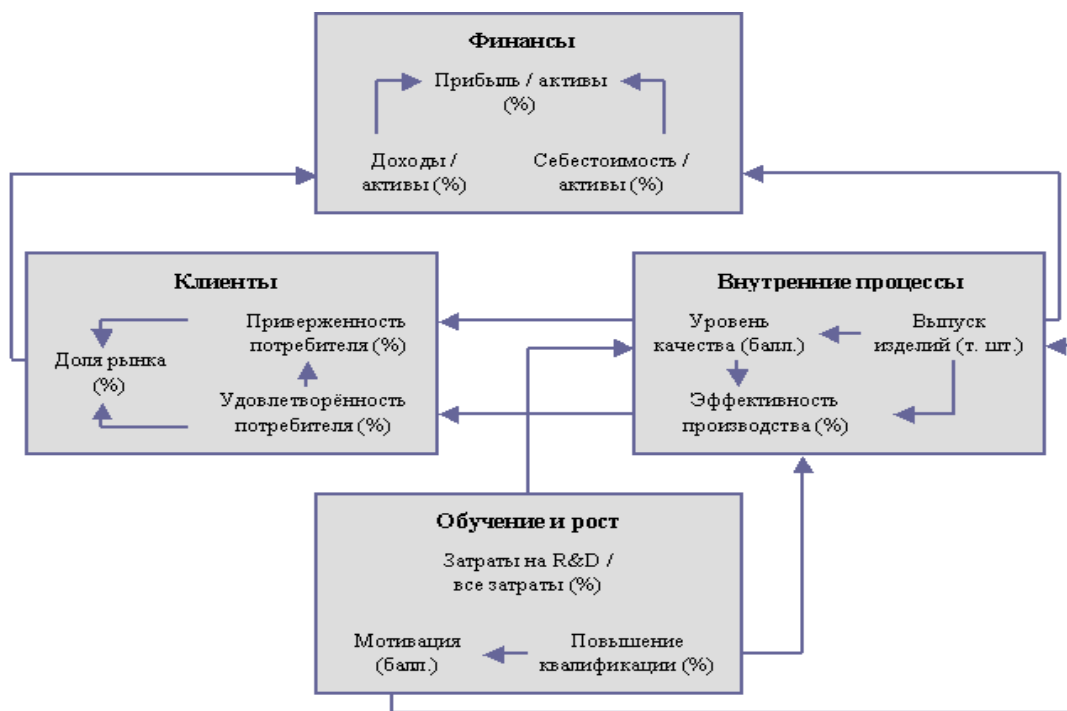 Финансы
Прибыль / активы
(%)
Доходы /
активы (%)
Себестоимость /
активы (%)
Клиенты
Приверженность
потребителя (%)
Доля рынка
(%)
Удовлетворённость
потребителя (%)
Внутренние процессы
Уровень
качества (балл.)
Выпуск
изделий (т. шт.)
Эффективность
производства (%)
Обучение и рост
Затраты на R&D /
все затраты (%)
Мотивация
(балл.)
Повышение
квалификации (%)